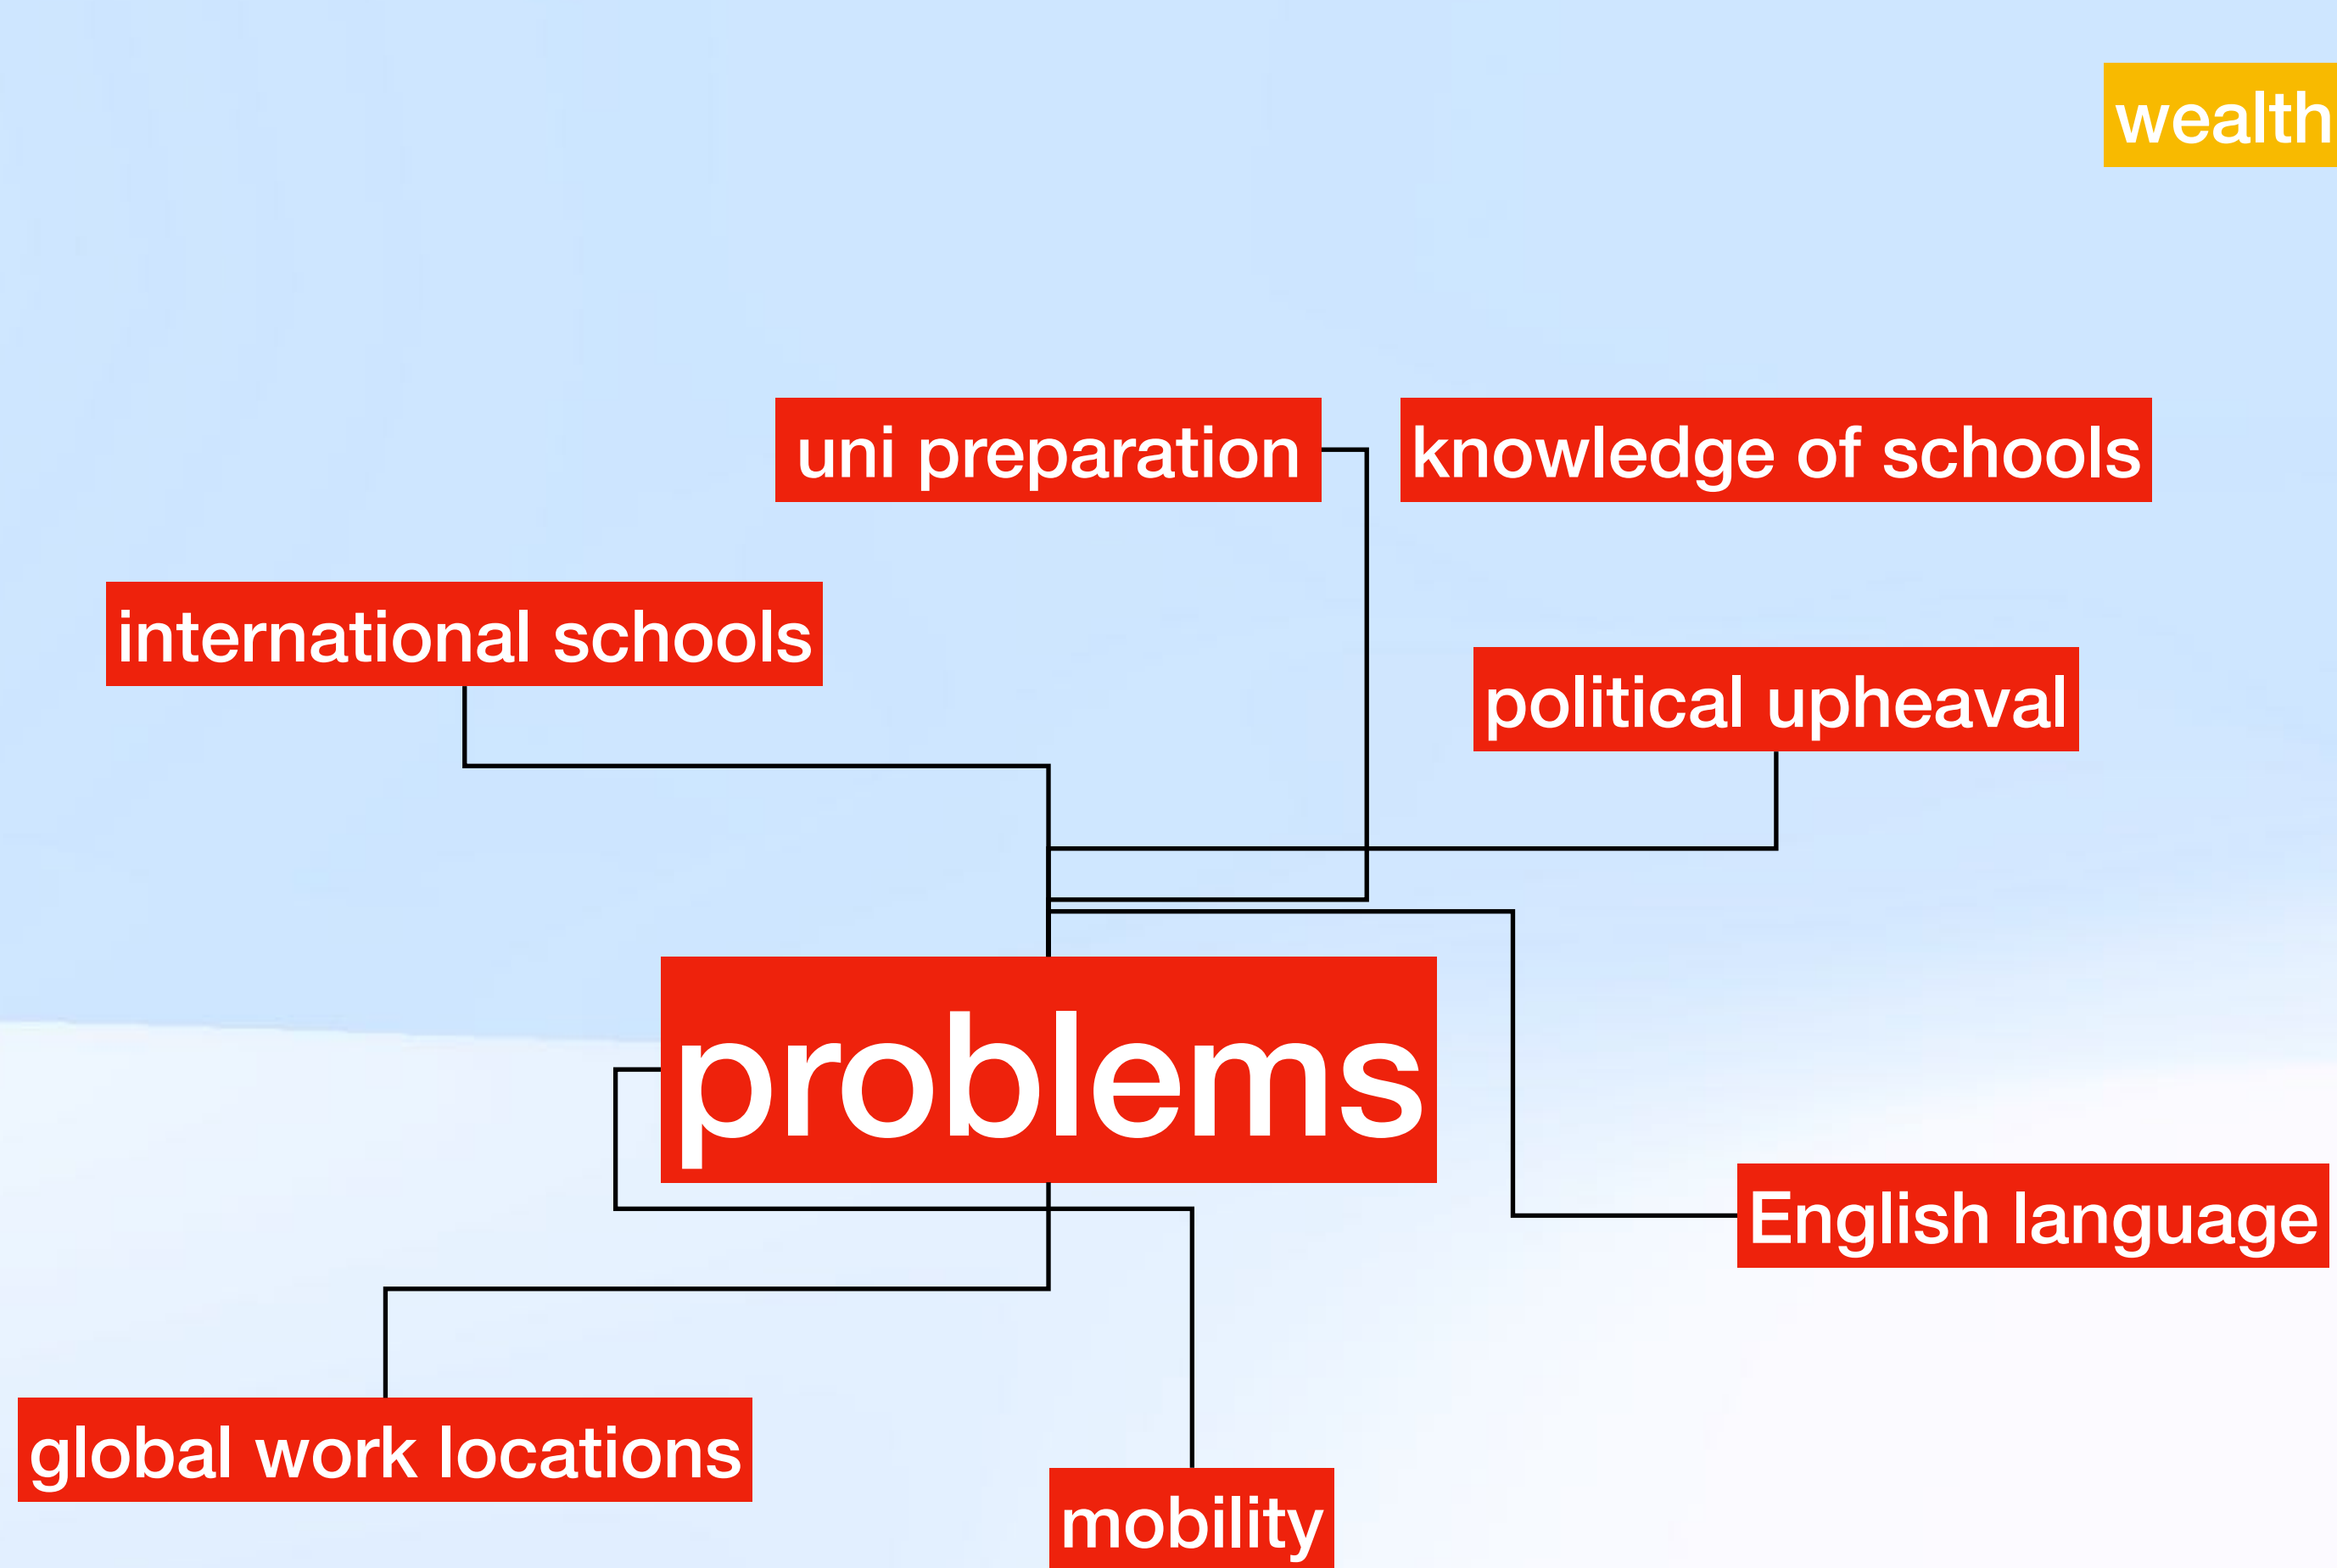 wealth
uni preparation
knowledge of schools
international schools
political upheaval
problems
English language
global work locations
mobility